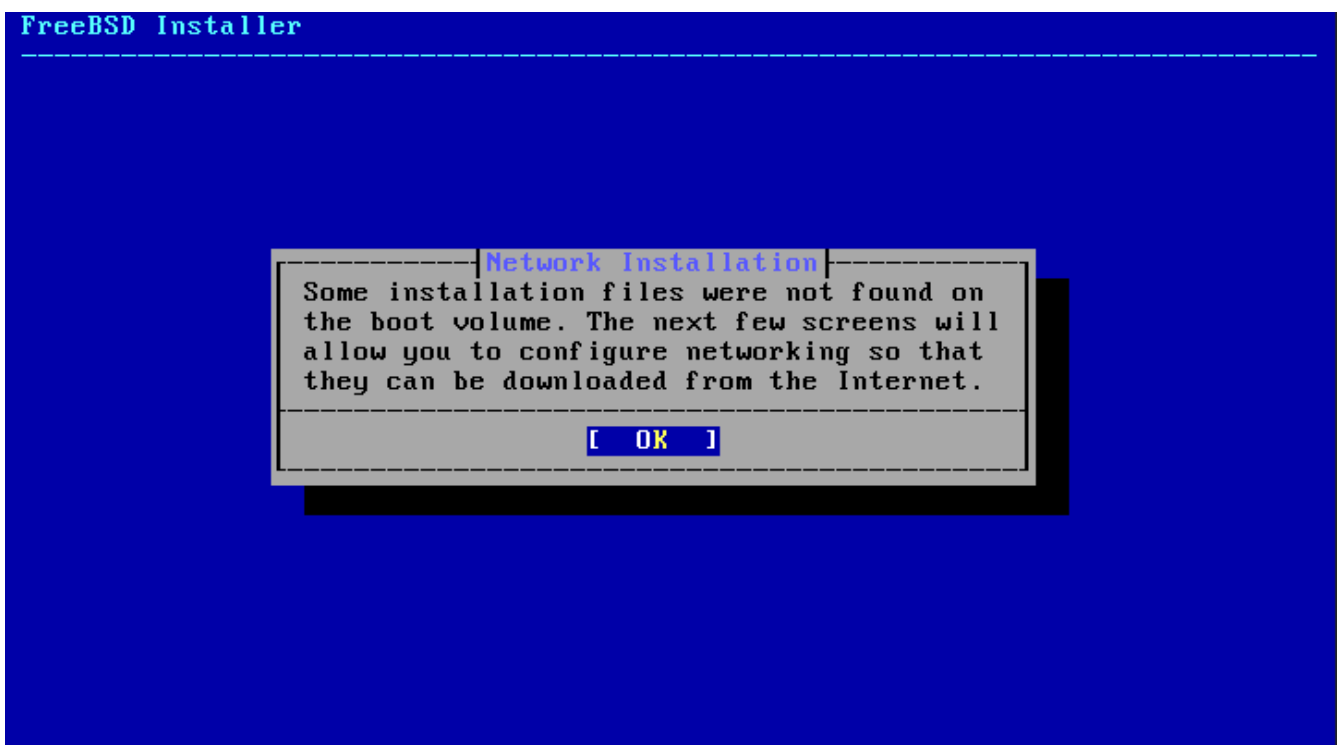 FreeBSD Installer
Network Installation
Some installation files were not found on
the boot volume. The next few screens will
allow you to configure networking so that
they can be downloaded from the Internet.
[ OK ]